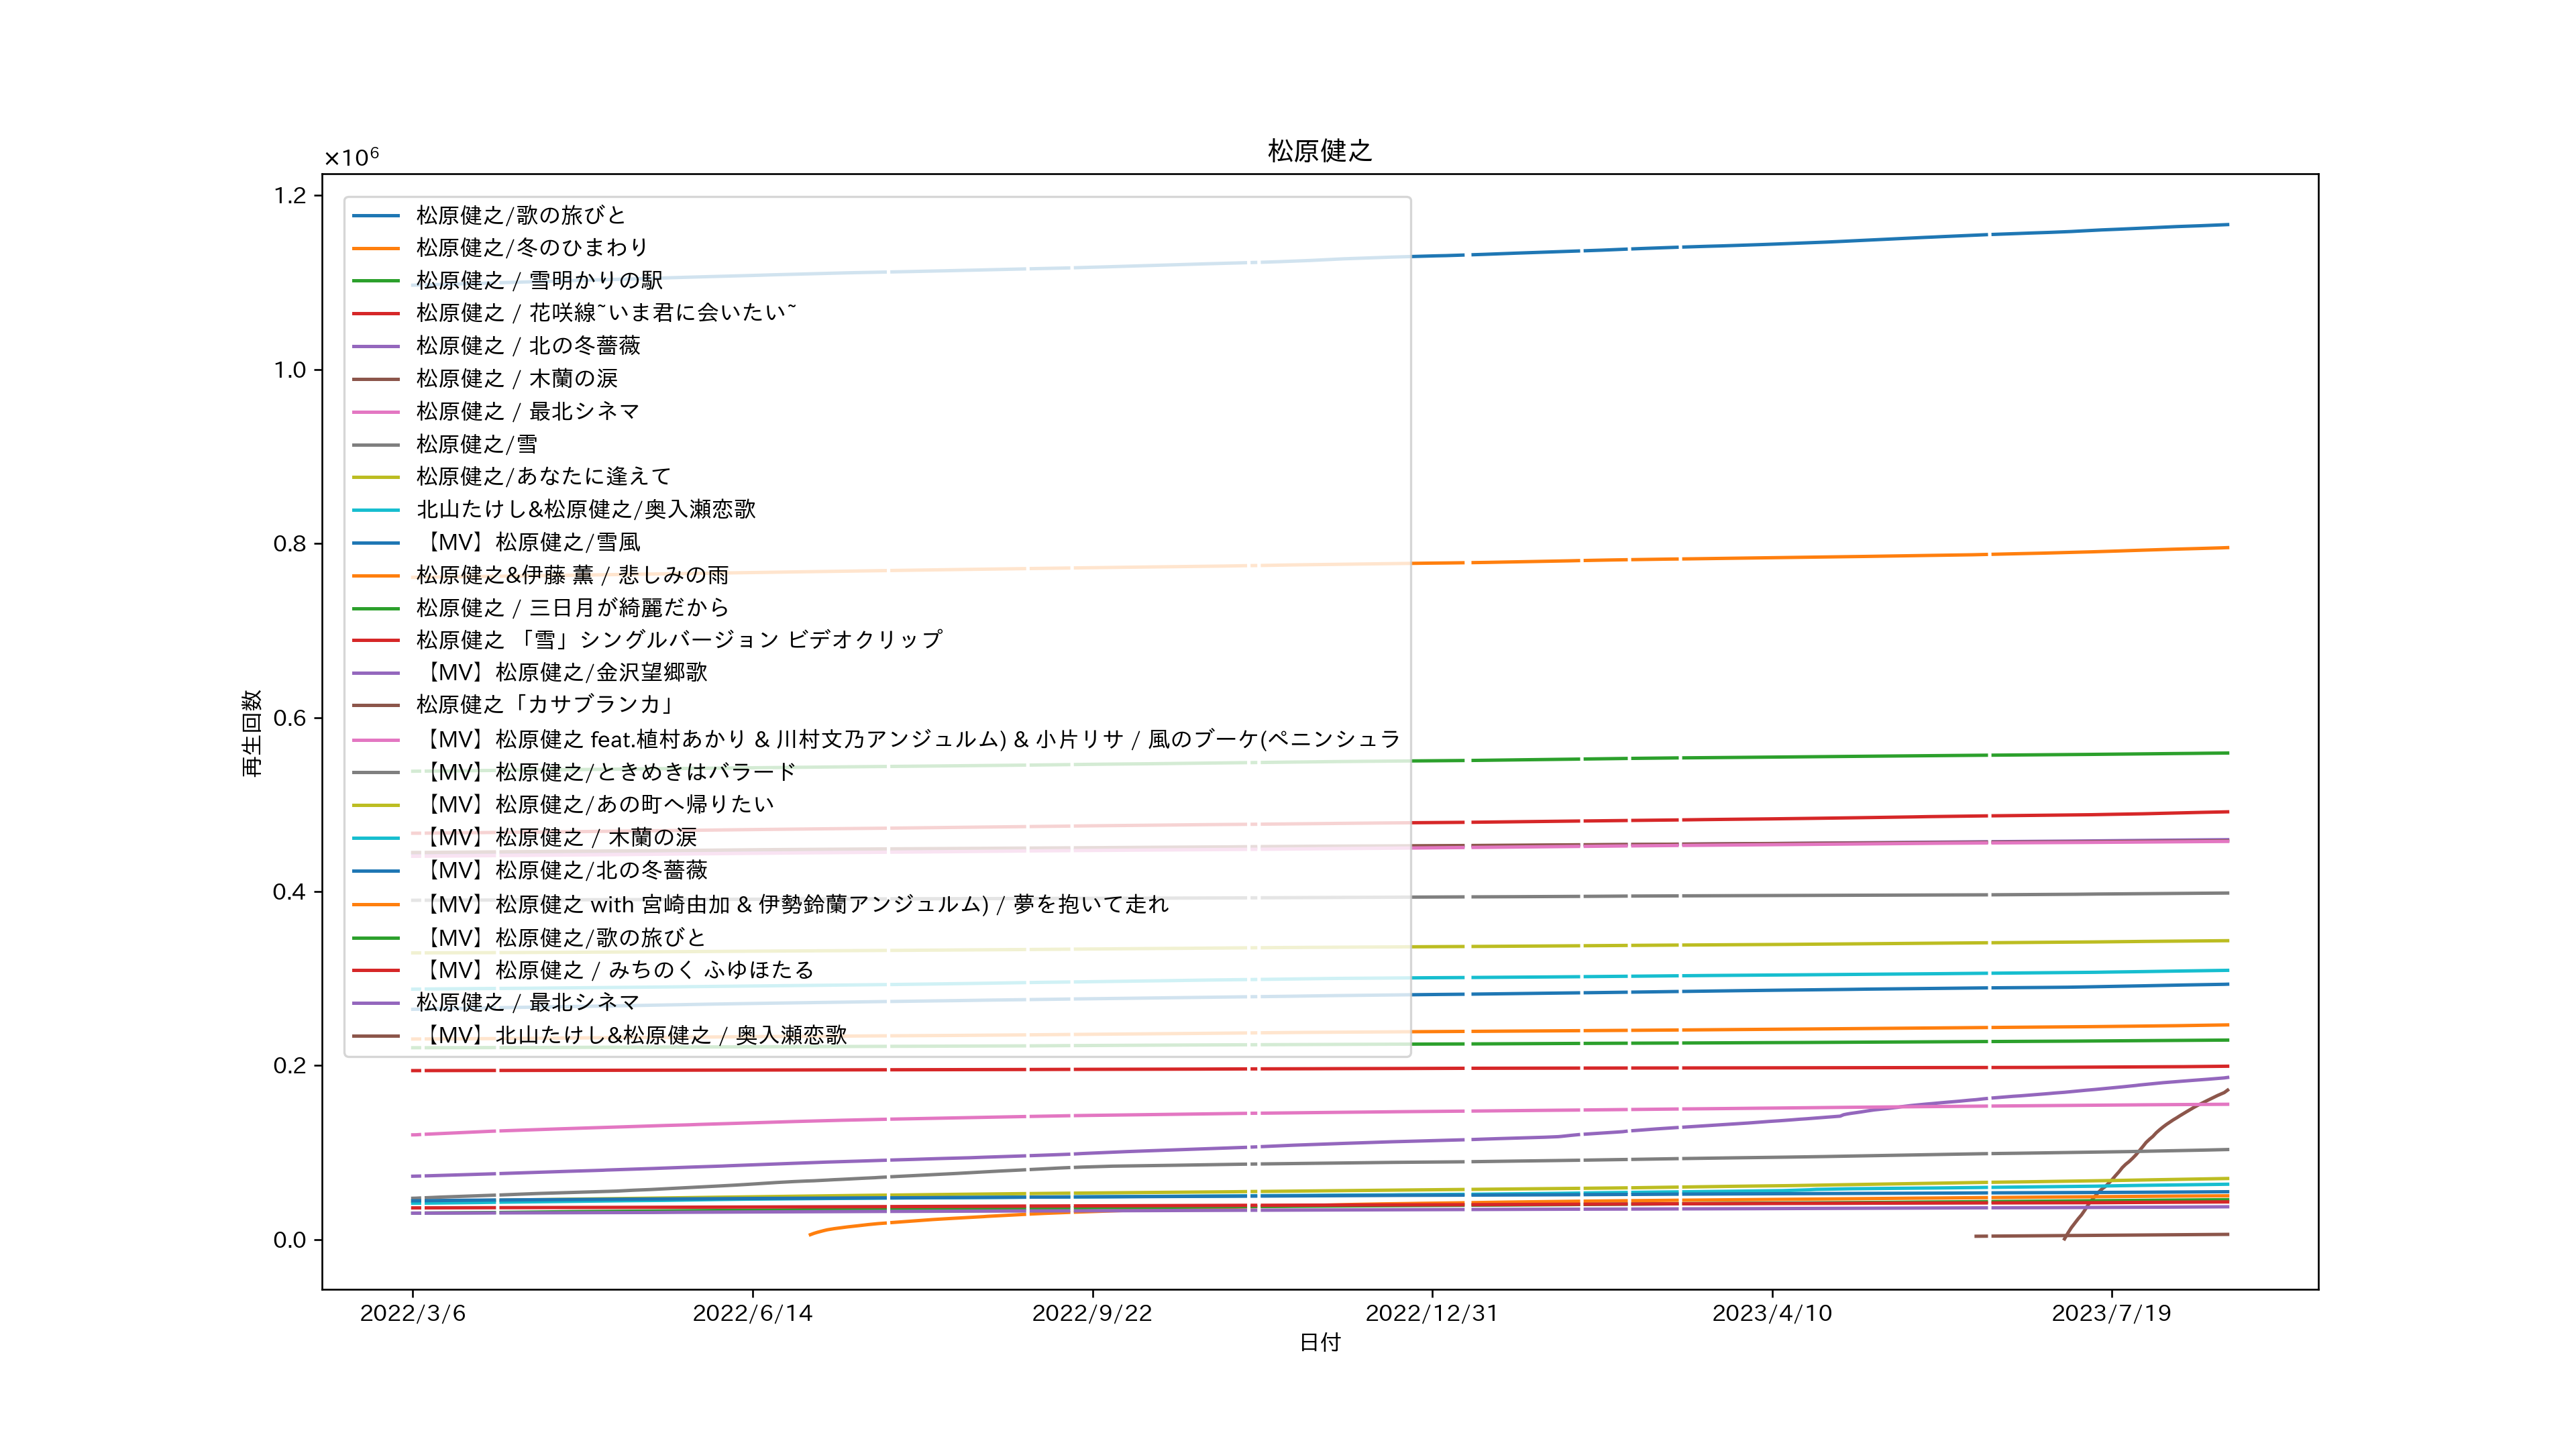 松原健之
×10⁶
1.2
1.0
0.8
0.6
0.4
0.2
0.0
再生回数
松原健之/歌の旅びと
松原健之/冬のひまわり
松原健之 / 雪明かりの駅
松原健之 / 花咲線~いま君に会いたい~
松原健之 / 北の冬薔薇
松原健之 / 木蘭の涙
松原健之 / 最北シネマ
松原健之/雪
松原健之/あなたに逢えて
北山たけし&松原健之/奥入瀬恋歌
【MV】松原健之/雪風
松原健之&伊藤 薫 / 悲しみの雨
松原健之 / 三日月が綺麗だから
松原健之 「雪」シングルバージョン ビデオクリップ
【MV】松原健之/金沢望郷歌
松原健之「カサブランカ」
【MV】松原健之 feat.植村あかり & 川村文乃アンジュルム) & 小片リサ / 風のブーケ(ペニンシュラ
【MV】松原健之/ときめきはバラード
【MV】松原健之/あの町へ帰りたい
【MV】松原健之 / 木蘭の涙
【MV】松原健之/北の冬薔薇
【MV】松原健之 with 宮崎由加 & 伊勢鈴蘭アンジュルム) / 夢を抱いて走れ
【MV】松原健之/歌の旅びと
【MV】松原健之 / みちのく ふゆほたる
松原健之 / 最北シネマ
【MV】北山たけし&松原健之 / 奥入瀬恋歌
2022/3/6
2022/6/14
2022/9/22
2022/12/31
2023/4/10
2023/7/19
日付